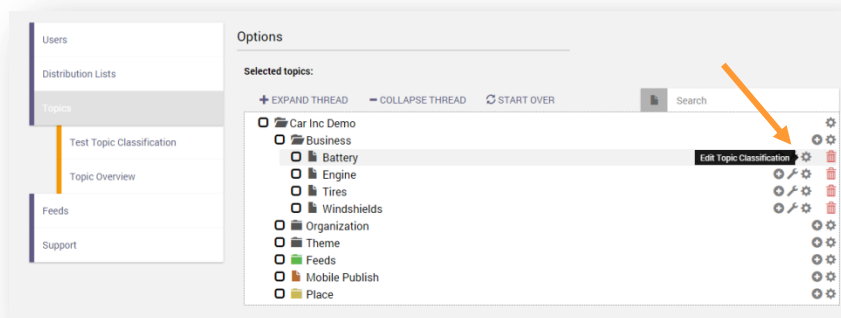 Users
Distribution Lists
Topics
Test Topic Classification
Topic Overview
Feeds
Support
Options
Selected topics:
EXPAND THREAD COLLAPSE THREAD START OVER Search
Car Inc Demo
Business
Battery Edit Topic Classification
Engine
Tires
Windshields
Organization
Theme
Feeds
Mobile Publish
Place